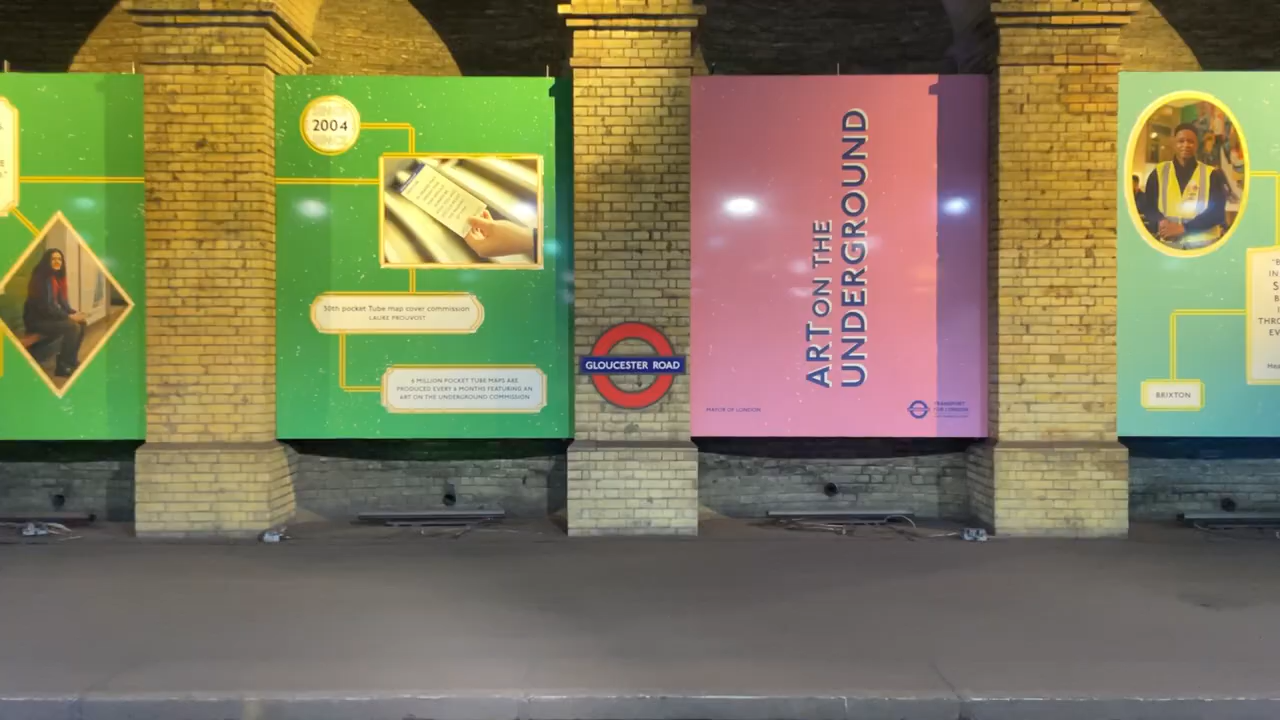 2004
30th pocket Tube map cover commission
LAURE PROUVOST
6 MILLION POCKET TUBE MAPS ARE
PRODUCED EVERY 6 MONTHS FEATURING AN
ART ON THE UNDERGROUND COMMISSION
GLOUCESTER ROAD
ART ON THE
UNDERGROUND
MAYOR OF LONDON
TRANSPORT
FOR LONDON
BRIXTON